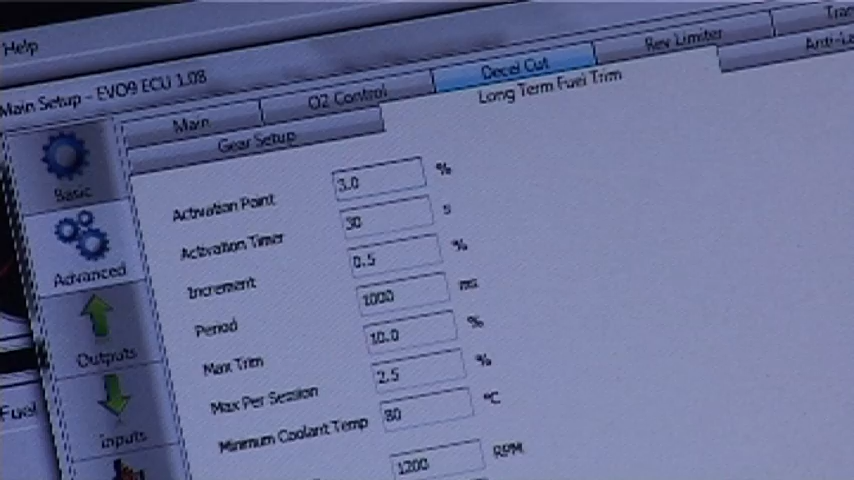 Help
Main Setup - EVO9 ECU 1.08
Main
O2 Control
Decel Cut
Rev Limiter
Gear Setup
Long Term Fuel Trim
Basic
Advanced
Outputs
Inputs
Fuel
Activation Point 3.0 %
Activation Timer 30 s
Increment 0.5 %
Period 1000 ms
Max Trim 10.0 %
Max Per Session 2.5 %
Minimum Coolant Temp 80 °C
1200 RPM